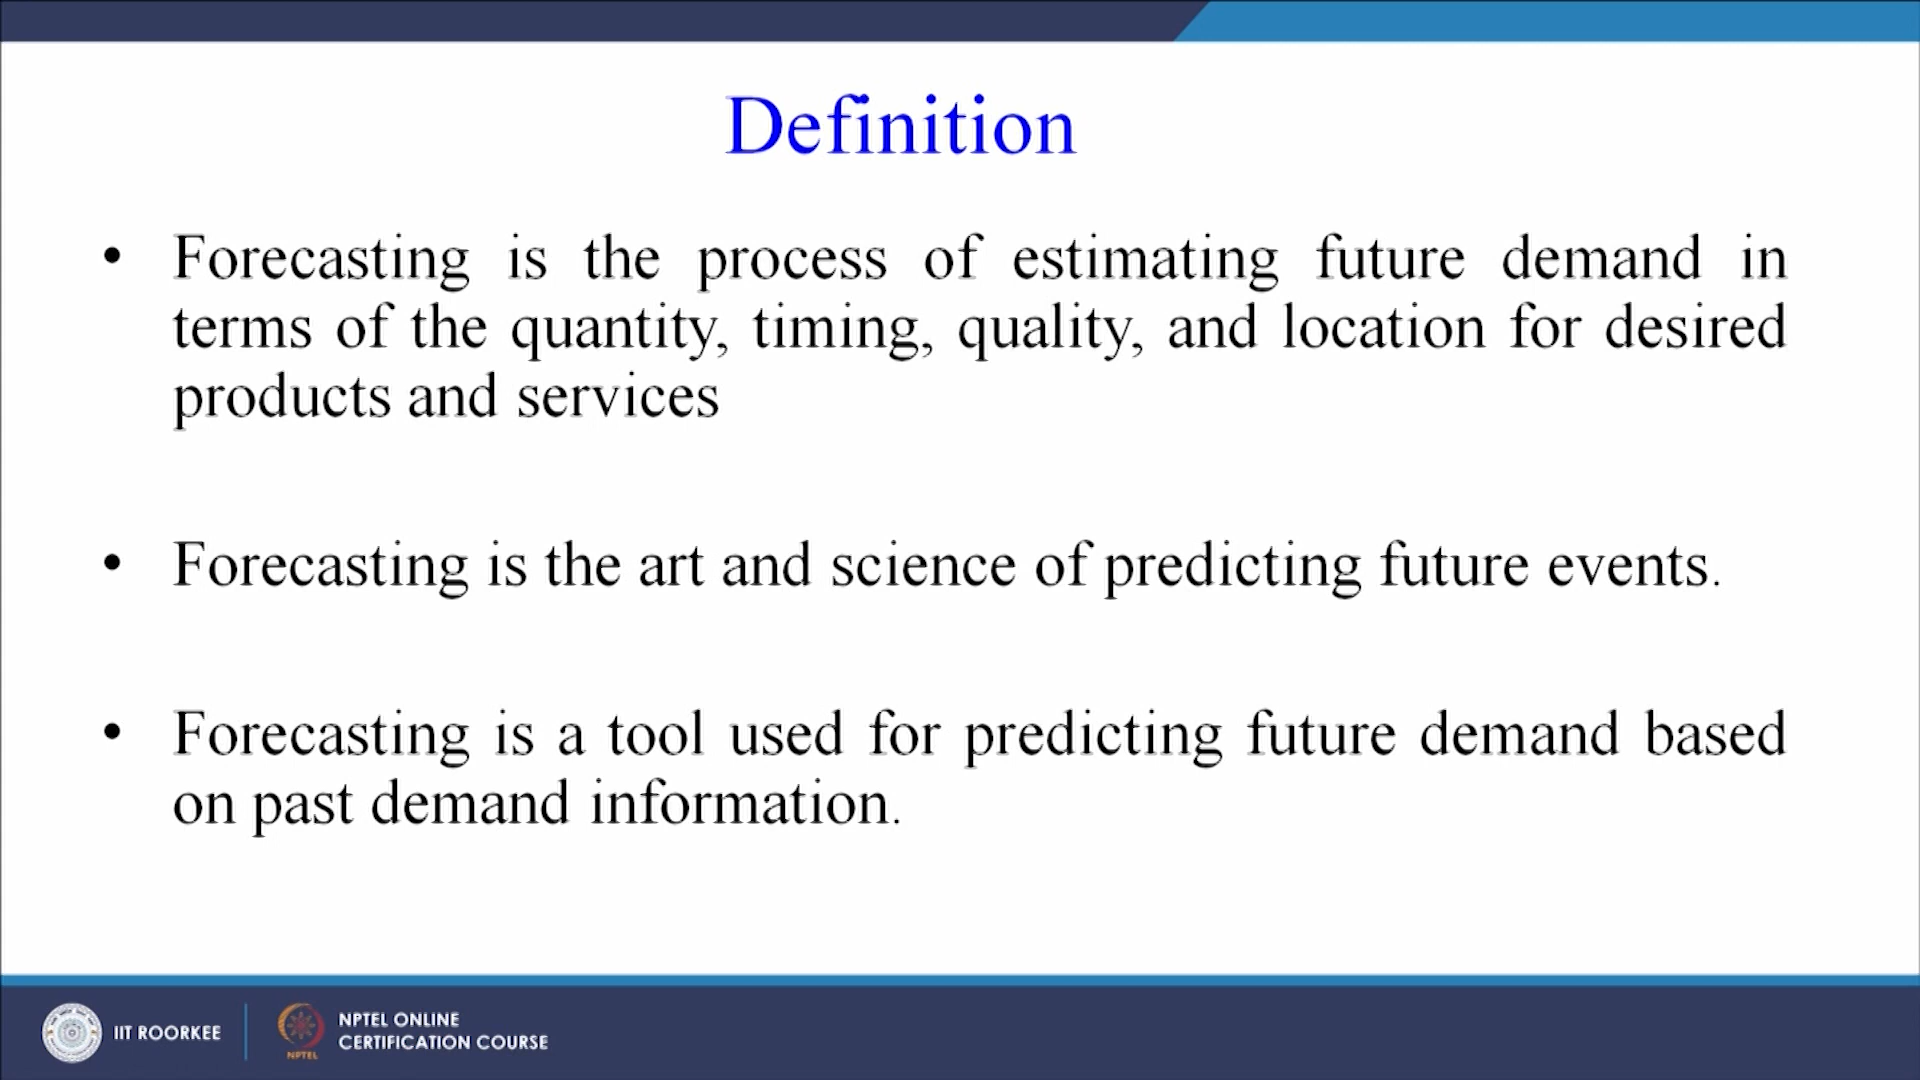 Definition
• Forecasting is the process of estimating future demand in
terms of the quantity, timing, quality, and location for desired
products and services
• Forecasting is the art and science of predicting future events.
• Forecasting is a tool used for predicting future demand based
on past demand information.
IIT ROORKEE
NPTEL
NPTEL ONLINE
CERTIFICATION COURSE